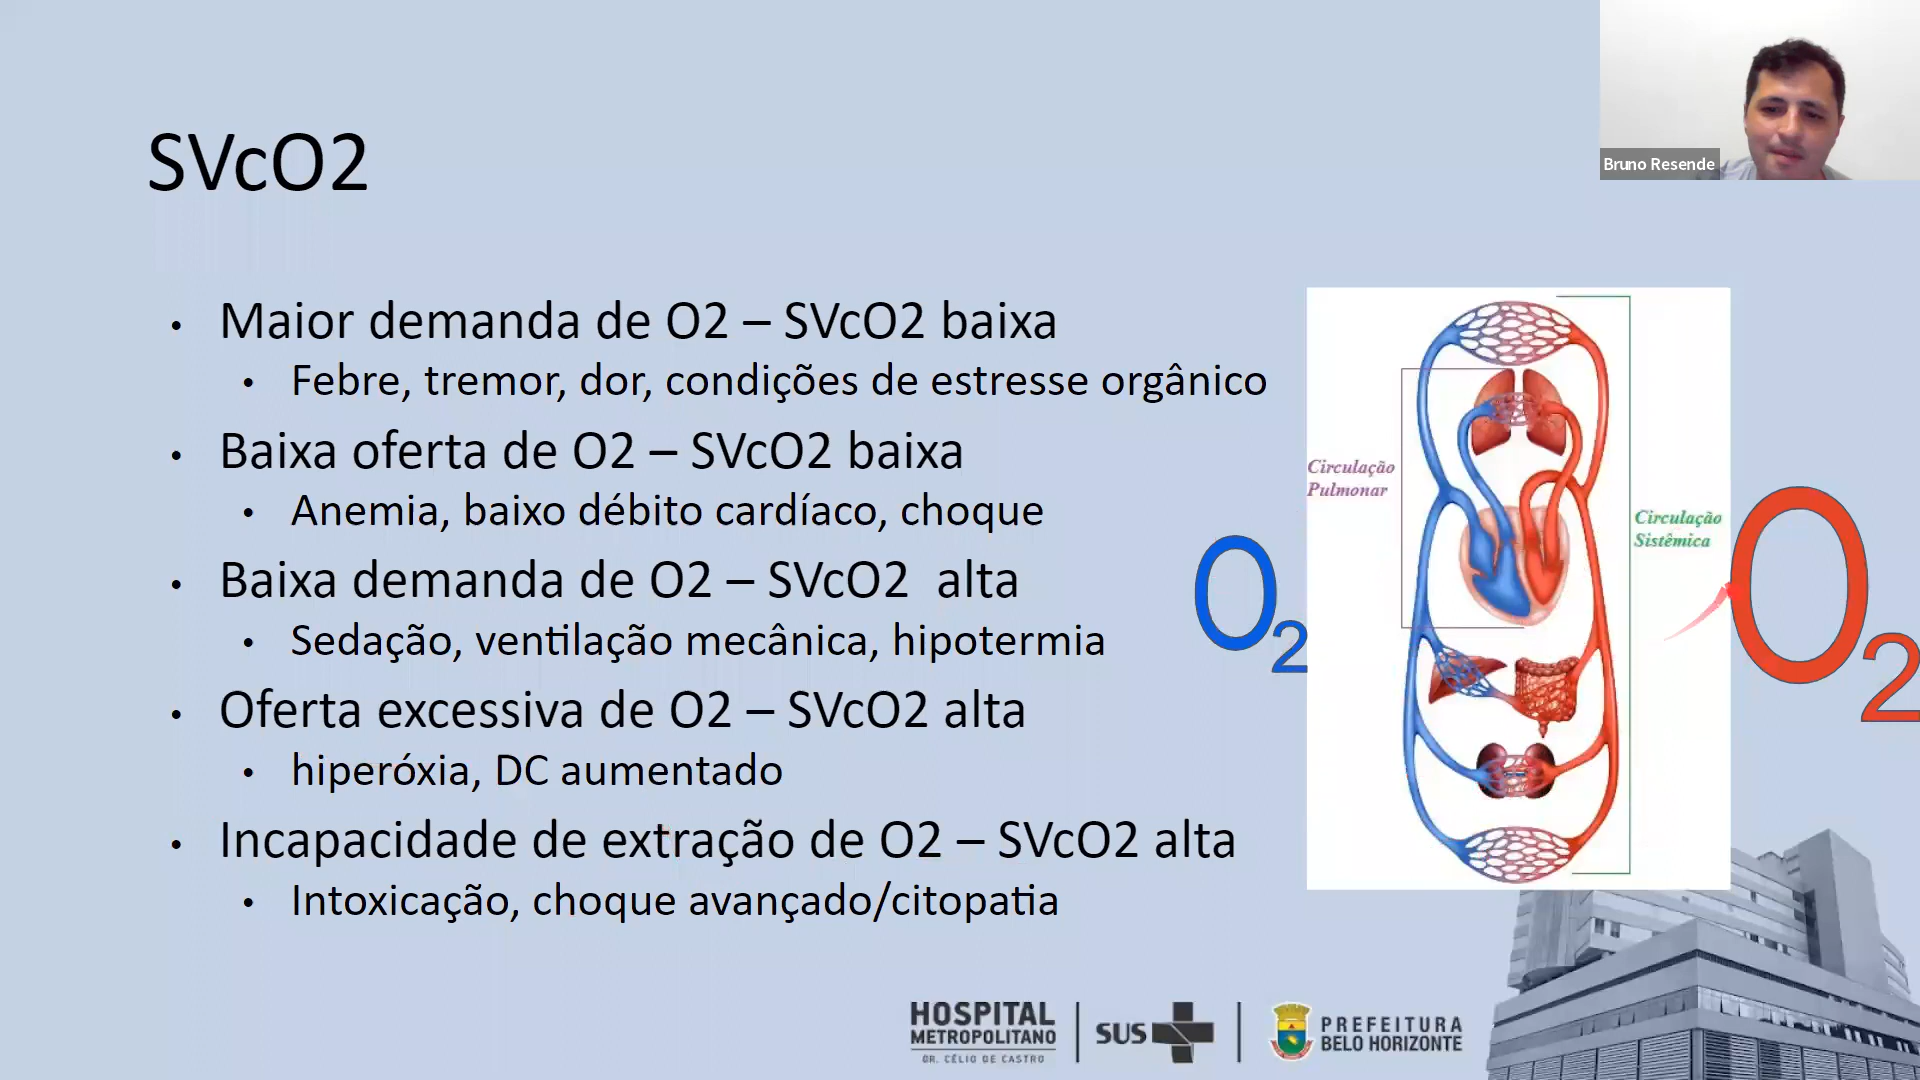 Bruno Resende
SVcO2
Maior demanda de O2 – SVcO2 baixa
Febre, tremor, dor, condições de estresse orgânico
Baixa oferta de O2 – SVcO2 baixa
Anemia, baixo débito cardíaco, choque
Baixa demanda de O2 – SVcO2  alta
Sedação, ventilação mecânica, hipotermia
Oferta excessiva de O2 – SVcO2 alta
hiperóxia, DC aumentado
Incapacidade de extração de O2 – SVcO2 alta
Intoxicação, choque avançado/citopatia
Circulação
Pulmonar
Circulação
Sistêmica
O2
O2
HOSPITAL
METROPOLITANO
DR. CÉLIO DE CASTRO
SUS
PREFEITURA
BELO HORIZONTE